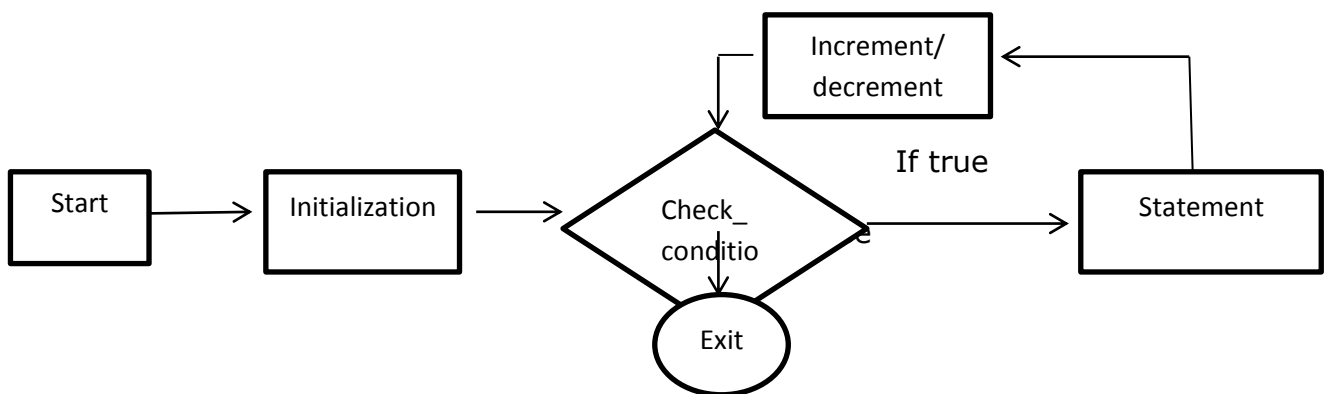 Start
Initialization
Check_
conditio
e
If true
Statement
Increment/
decrement
Exit